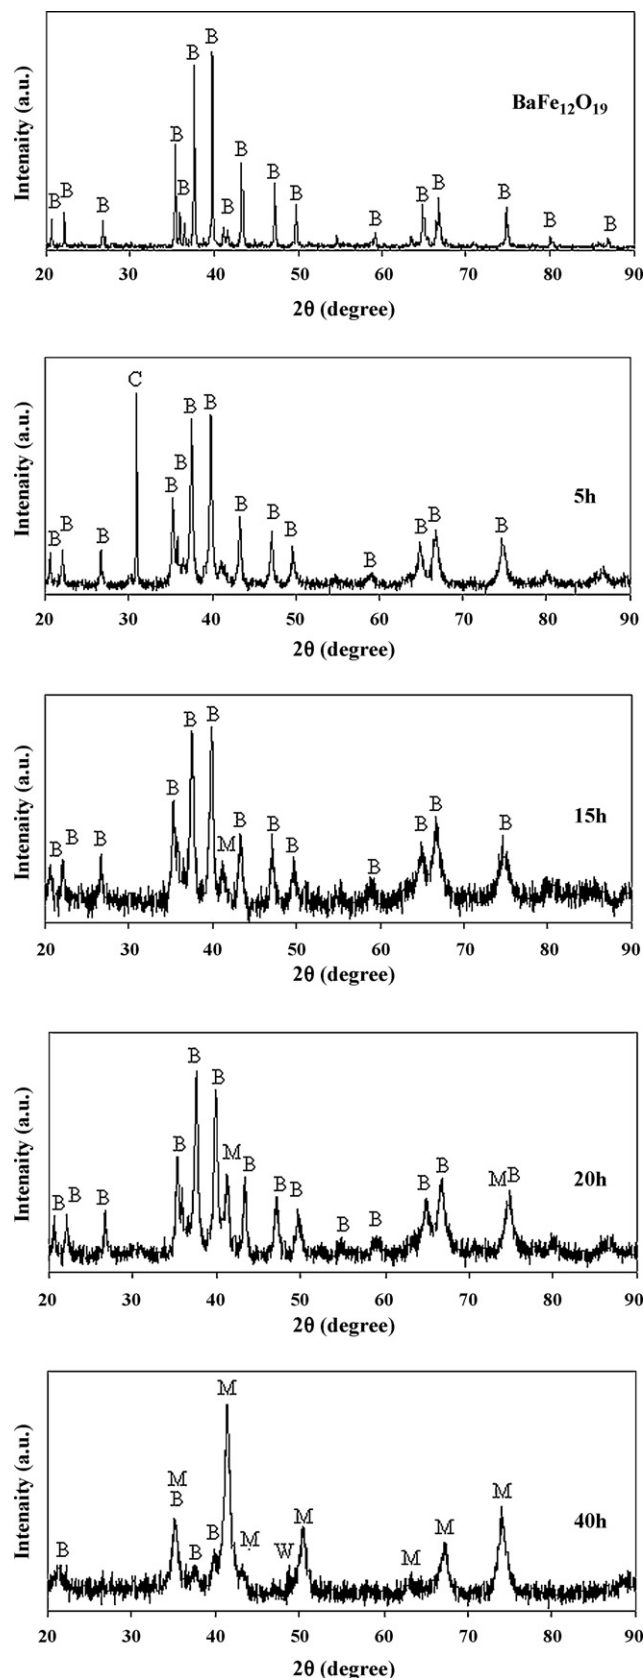 B
B
B B B BaFe12O19
B B B B B B B B B B B B
Intenaity (a.u.)
20 30 40 50 60 70 80 90
2θ (degree)
C
B B
B B B B B B B B B B B B 5h
Intenaity (a.u.)
20 30 40 50 60 70 80 90
2θ (degree)
B B
B B B B M B B B B B B B 15h
Intenaity (a.u.)
20 30 40 50 60 70 80 90
2θ (degree)
B B
B B B B M B B B B B B B M B 20h
Intenaity (a.u.)
20 30 40 50 60 70 80 90
2θ (degree)
M
M
B B B B M W M M M M 40h
Intenaity (a.u.)
20 30 40 50 60 70 80 90
2θ (degree)